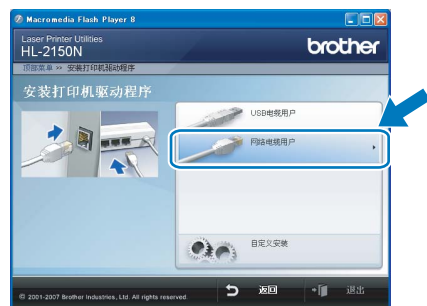 Macromedia Flash Player 8
Laser Printer Utilities
HL-2150N
brother
顶部菜单 >> 安装打印机驱动程序
安装打印机驱动程序
USB电缆用户
网络电缆用户
自定义安装
© 2001-2007 Brother Industries, Ltd. All rights reserved.
返回
退出